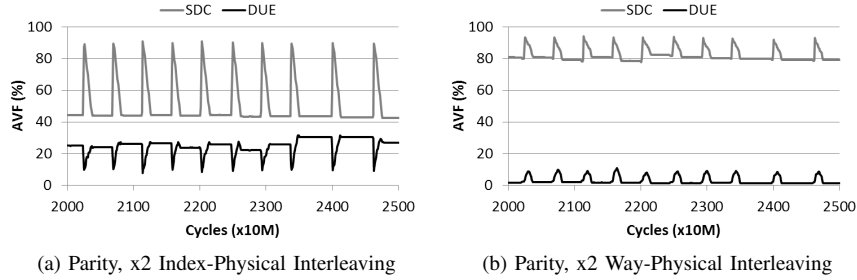 SDC DUE
100
80
60
40
20
0
AVF (%)
2000 2100 2200 2300 2400 2500
Cycles (x10M)
(a) Parity, x2 Index-Physical Interleaving
SDC DUE
100
80
60
40
20
0
AVF (%)
2000 2100 2200 2300 2400 2500
Cycles (x10M)
(b) Parity, x2 Way-Physical Interleaving